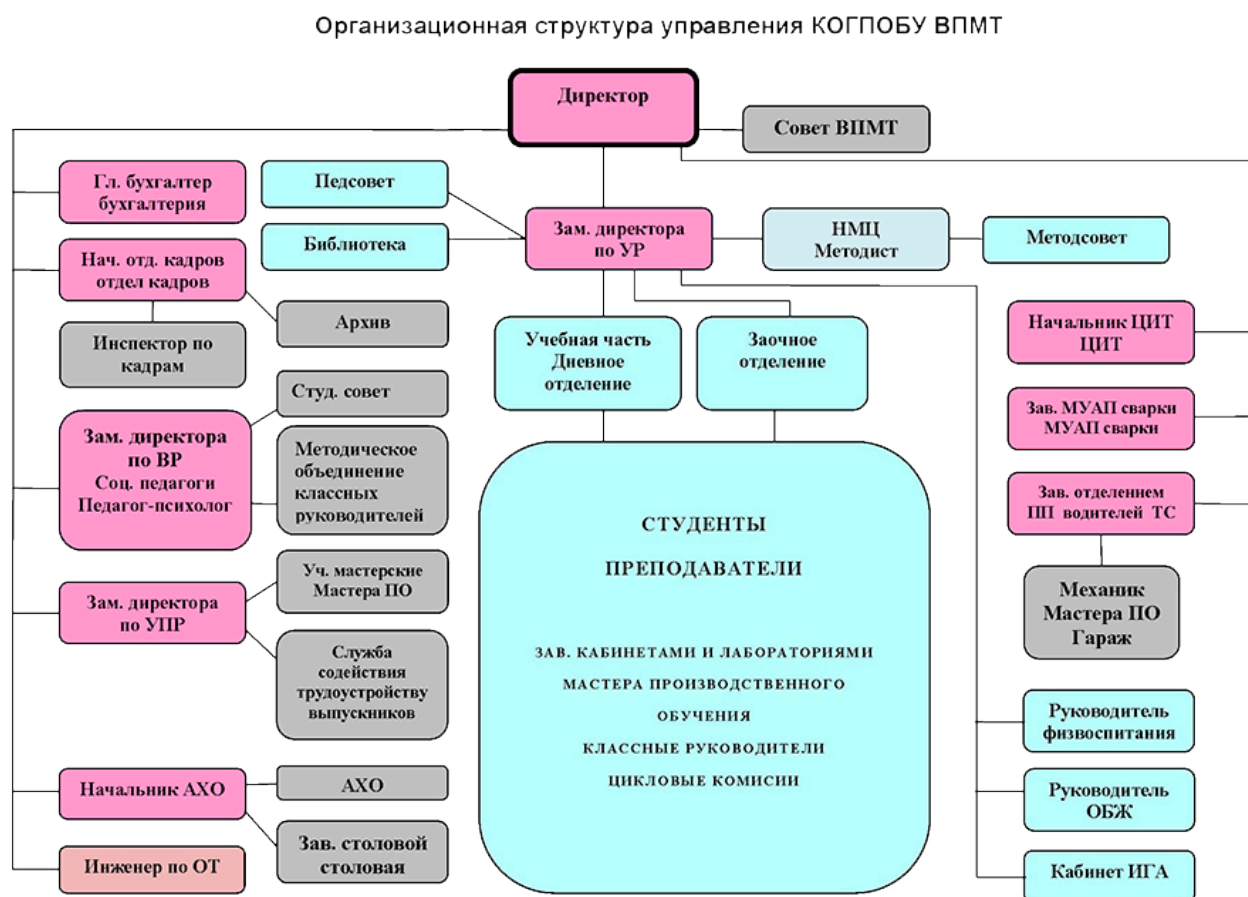 Организационная структура управления КОГПОБУ ВПМТ
Директор
Совет ВПМТ
Гл. бухгалтер
бухгалтерия
Педсовет
Библиотека
Зам. директора
по УР
НМЦ
Методист
Методсовет
Нач. отд. кадров
отдел кадров
Архив
Инспектор по
кадрам
Учебная часть
Дневное
отделение
Заочное
отделение
Начальник ЦИТ
ЦИТ
Студ. совет
Зам. директора
по ВР
Соц. педагоги
Педагог-психолог
Методическое
объединение
классных
руководителей
Зав. МУАП сварки
МУАП сварки
Зав. отделением
ПП водителей ТС
Механик
Мастера ПО
Гараж
СТУДЕНТЫ
ПРЕПОДАВАТЕЛИ
ЗАВ. КАБИНЕТАМИ И ЛАБОРАТОРИЯМИ
МАСТЕРА ПРОИЗВОДСТВЕННОГО
ОБУЧЕНИЯ
КЛАССНЫЕ РУКОВОДИТЕЛИ
ЦИКЛОВЫЕ КОМИСИИ
Уч. мастерские
Мастера ПО
Зам. директора
по УПР
Служба
содействия
трудоустройству
выпускников
Руководитель
физвоспитания
Начальник АХО
АХО
Руководитель
ОБЖ
Зав. столовой
столовая
Инженер по ОТ
Кабинет ИГА